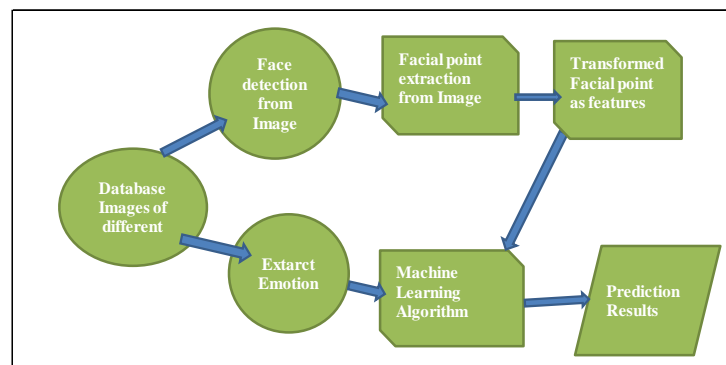 Face
detection
from
Image
Facial point
extraction
from Image
Transformed
Facial point
as features
Database
Images of
different
Extarct
Emotion
Machine
Learning
Algorithm
Prediction
Results